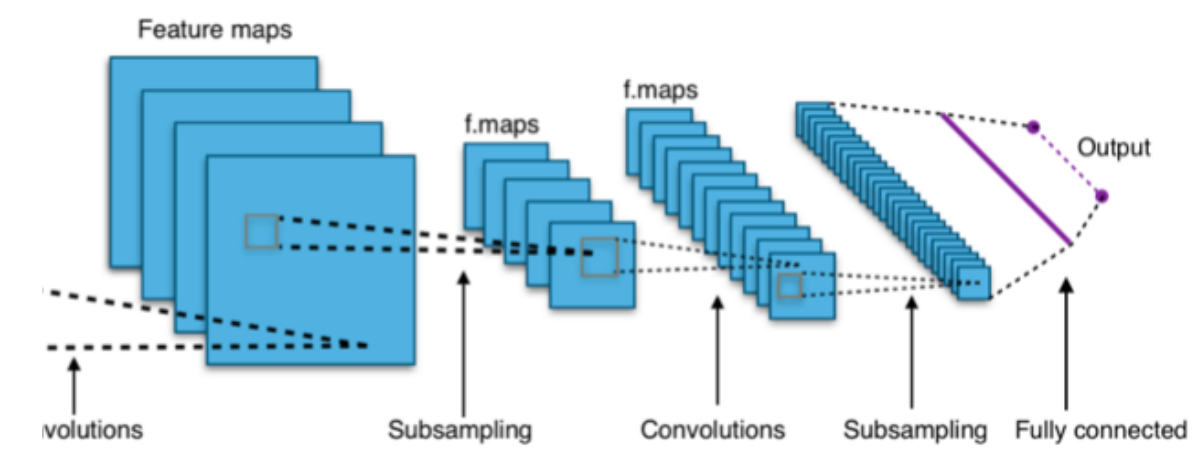 Feature maps
f.maps
f.maps
Output
volutions
Subsampling
Convolutions
Subsampling
Fully connected